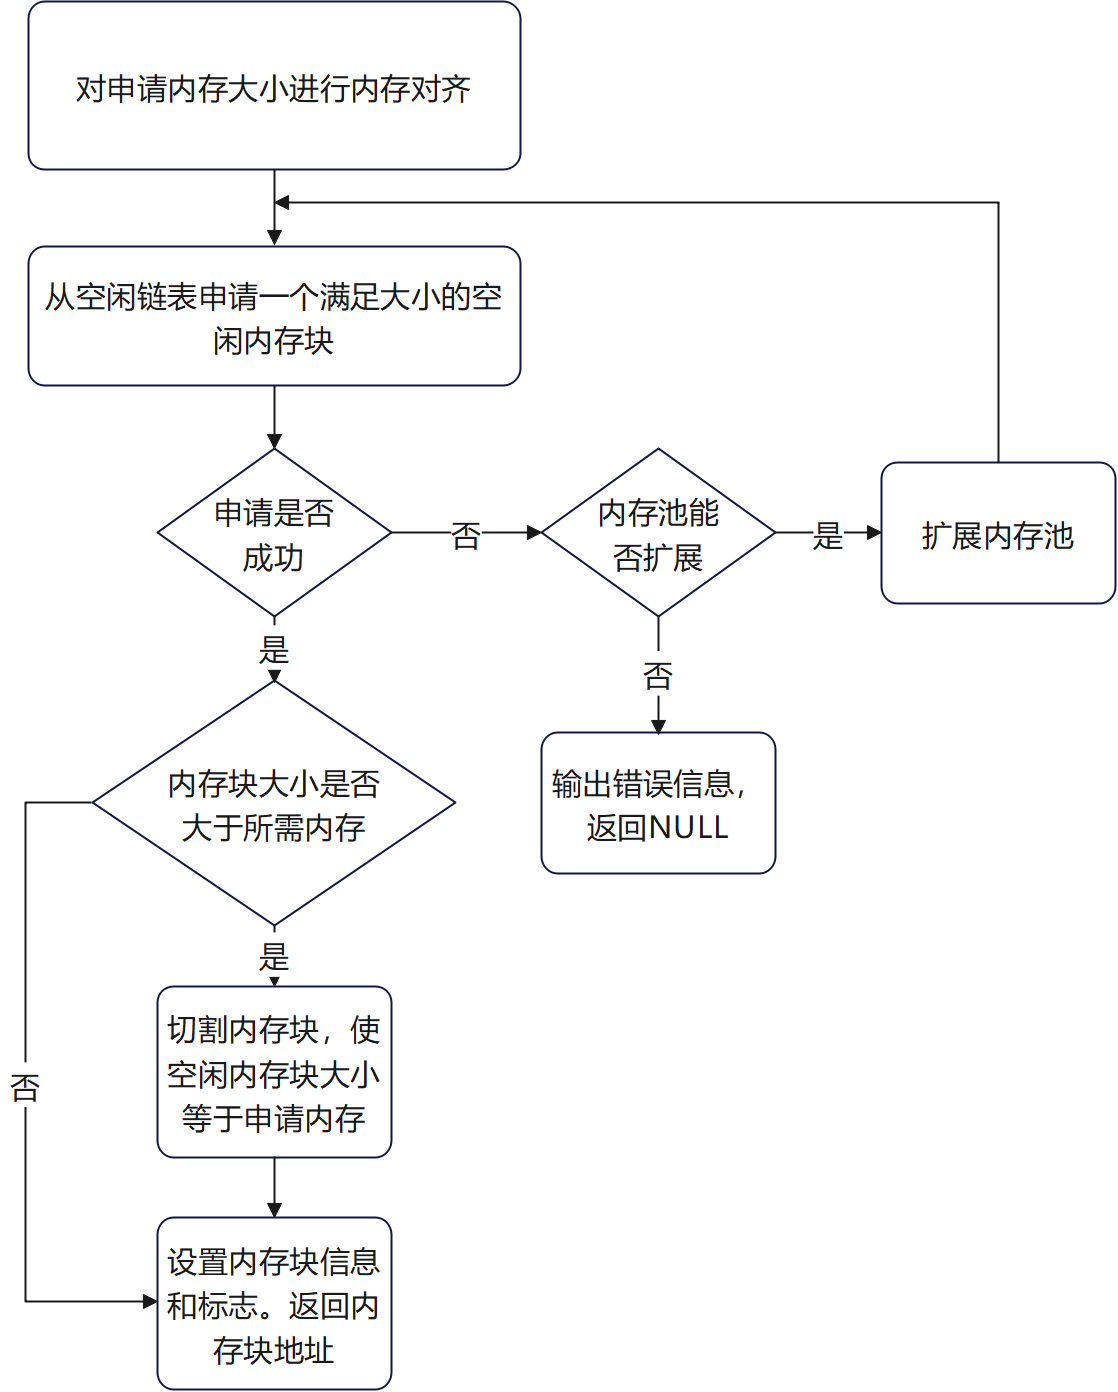 对申请内存大小进行内存对齐
从空闲链表申请一个满足大小的空
闲内存块
申请是否
成功
否
内存池能
否扩展
是
扩展内存池
是
否
内存块大小是否
大于所需内存
输出错误信息，
返回NULL
是
切割内存块，使
空闲内存块大小
等于申请内存
否
设置内存块信息
和标志。返回内
存块地址